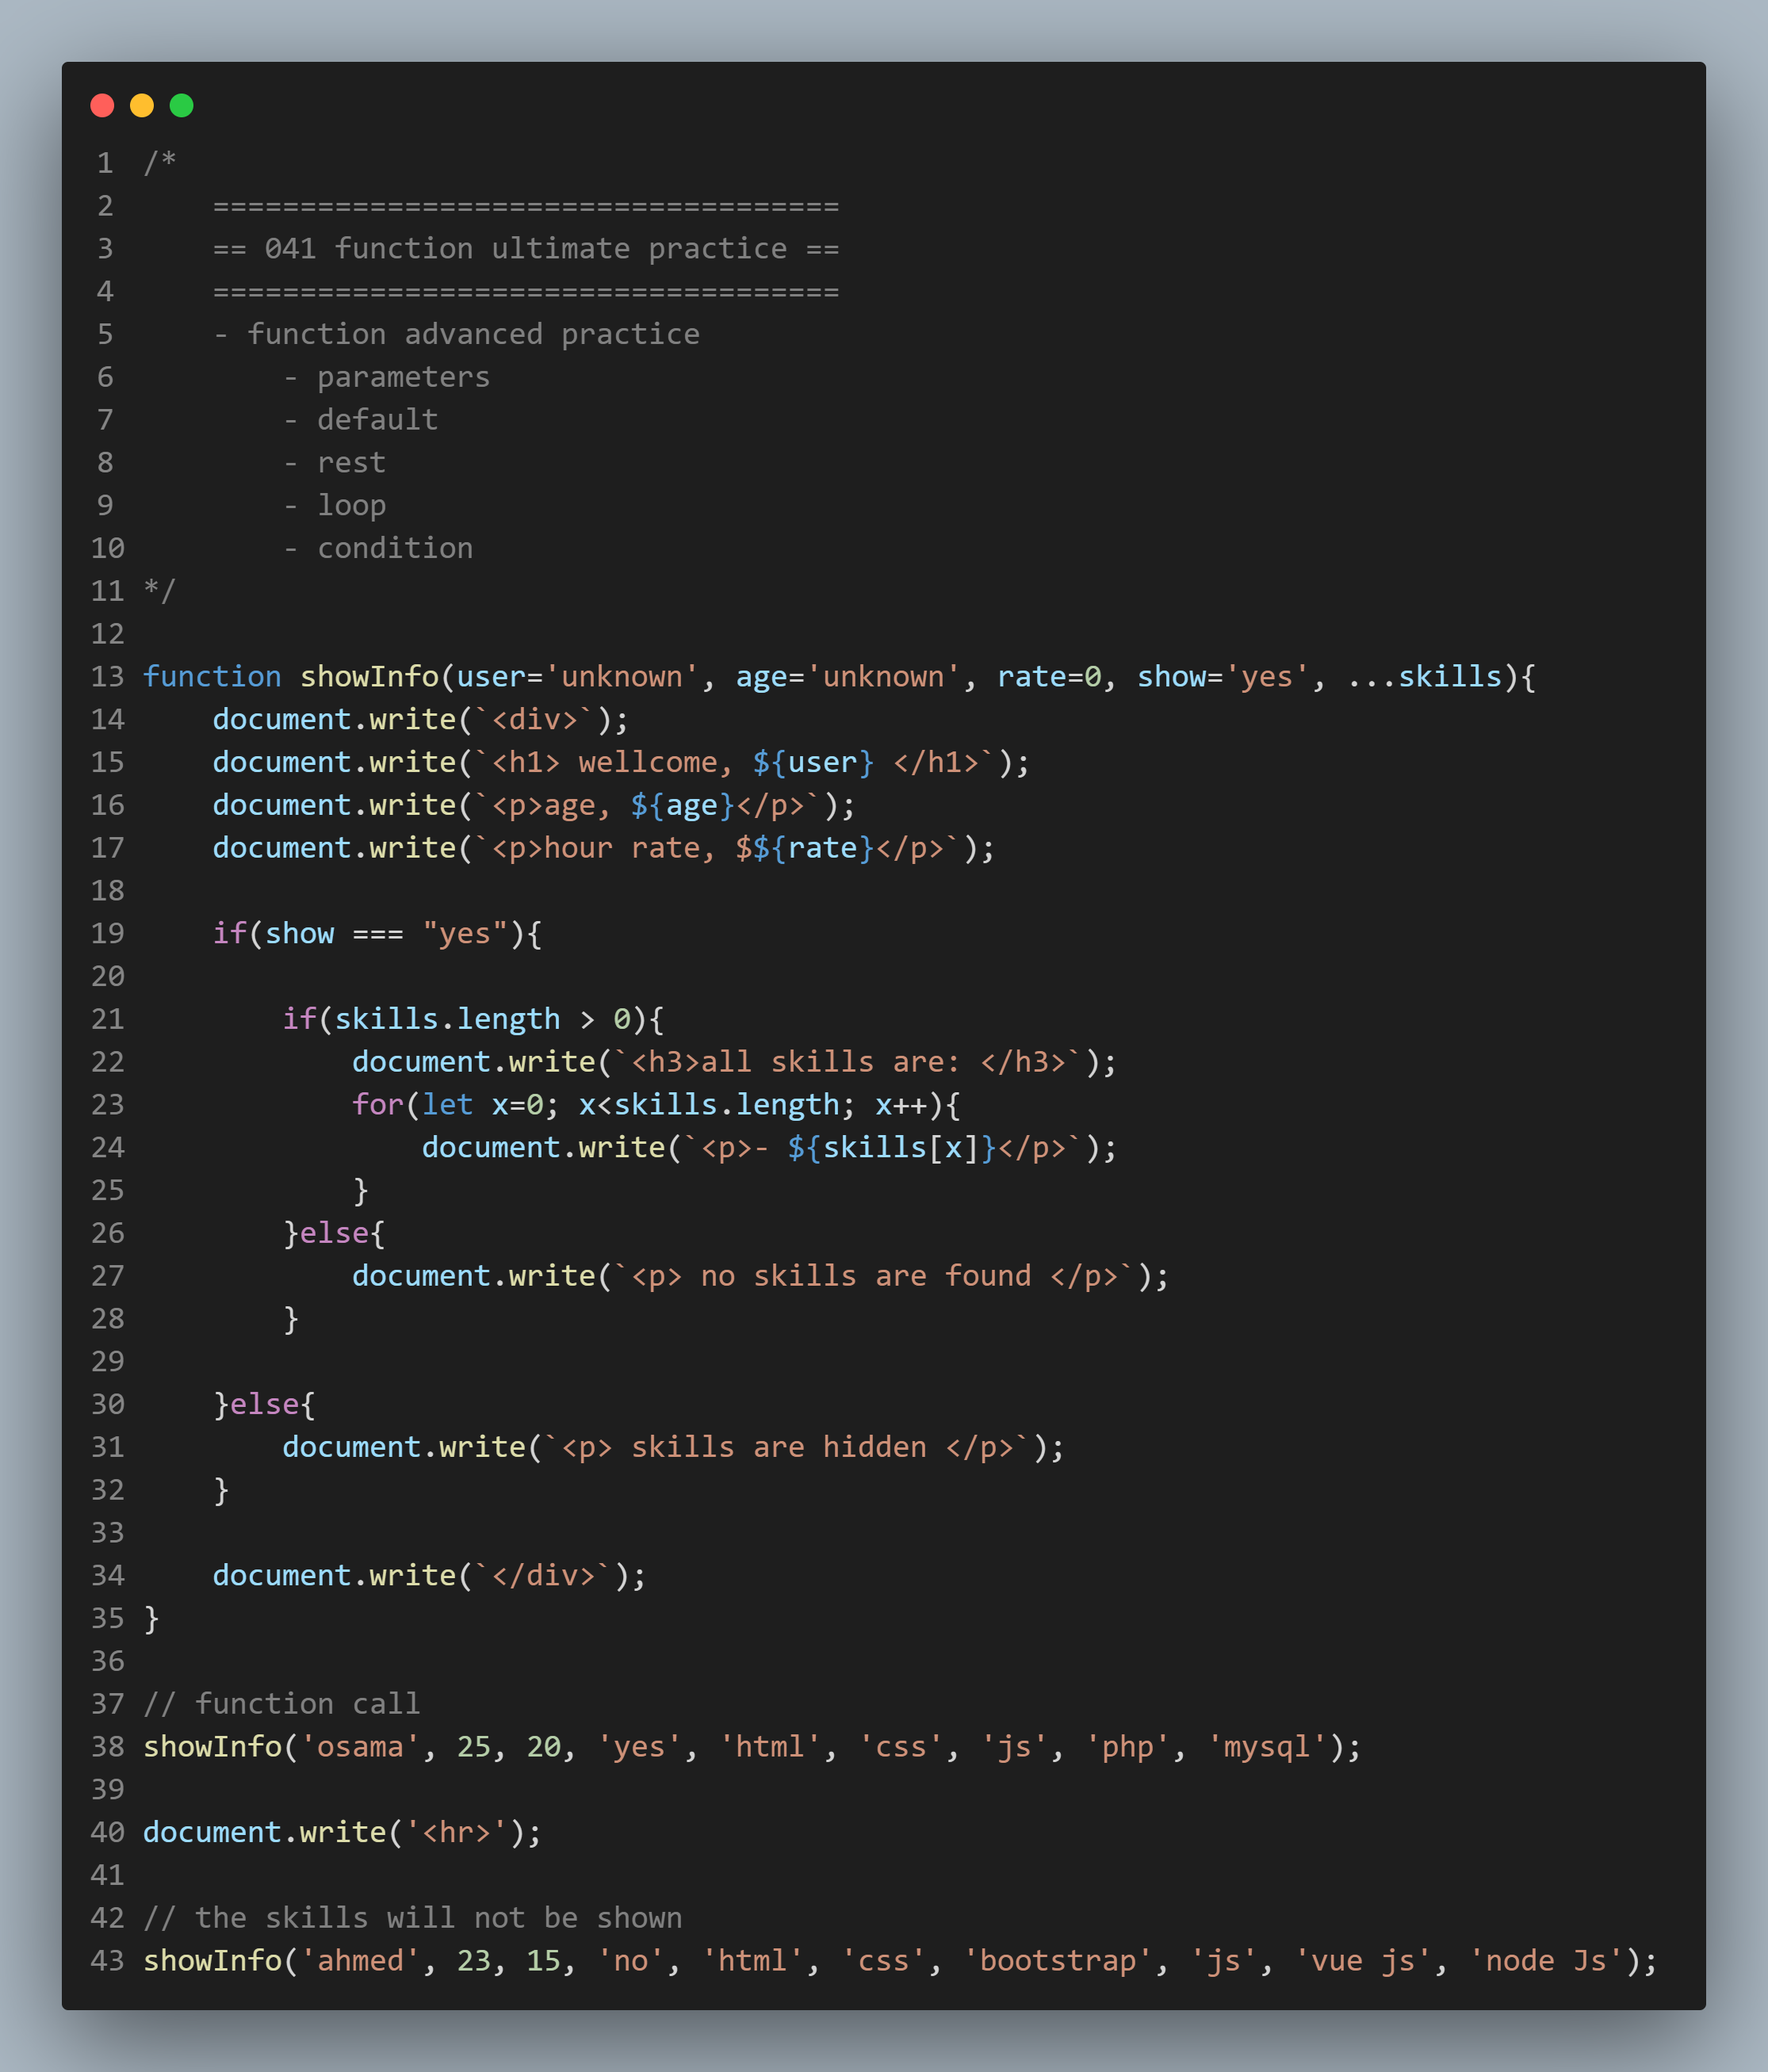 1 /*
2     ====================================
3     == 041 function ultimate practice ==
4     ====================================
5     - function advanced practice
6         - parameters
7         - default
8         - rest
9         - loop
10         - condition
11 */
12
13 function showInfo(user='unknown', age='unknown', rate=0, show='yes', ...skills){
14     document.write(`<div>`);
15     document.write(`<h1> wellcome, ${user} </h1>`);
16     document.write(`<p>age, ${age}</p>`);
17     document.write(`<p>hour rate, $${rate}</p>`);
18
19     if(show === "yes"){
20
21         if(skills.length > 0){
22             document.write(`<h3>all skills are: </h3>`);
23             for(let x=0; x<skills.length; x++){
24                 document.write(`<p>- ${skills[x]}</p>`);
25             }
26         }else{
27             document.write(`<p> no skills are found </p>`);
28         }
29
30     }else{
31         document.write(`<p> skills are hidden </p>`);
32     }
33
34     document.write(`</div>`);
35 }
36
37 // function call
38 showInfo('osama', 25, 20, 'yes', 'html', 'css', 'js', 'php', 'mysql');
39
40 document.write('<hr>');
41
42 // the skills will not be shown
43 showInfo('ahmed', 23, 15, 'no', 'html', 'css', 'bootstrap', 'js', 'vue js', 'node Js');